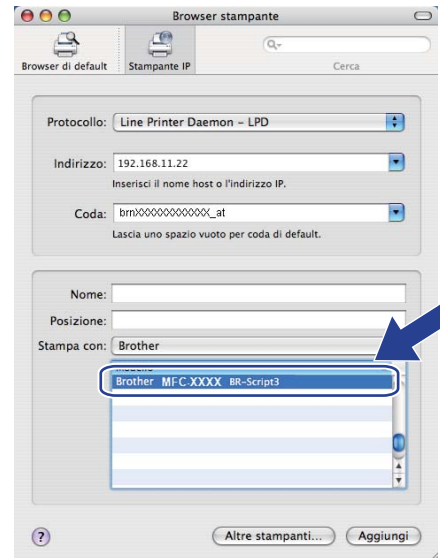 Browser stampante
Browser di default
Stampante IP
Cerca
Protocollo: Line Printer Daemon – LPD
Indirizzo: 192.168.11.22
Inserisci il nome host o l'indirizzo IP.
Coda: brnXXXXXXXXXXXX_at
Lascia uno spazio vuoto per coda di default.
Nome:
Posizione:
Stampa con: Brother
Brother MFC-XXXX BR-Script3
?
Altre stampanti...
Aggiungi